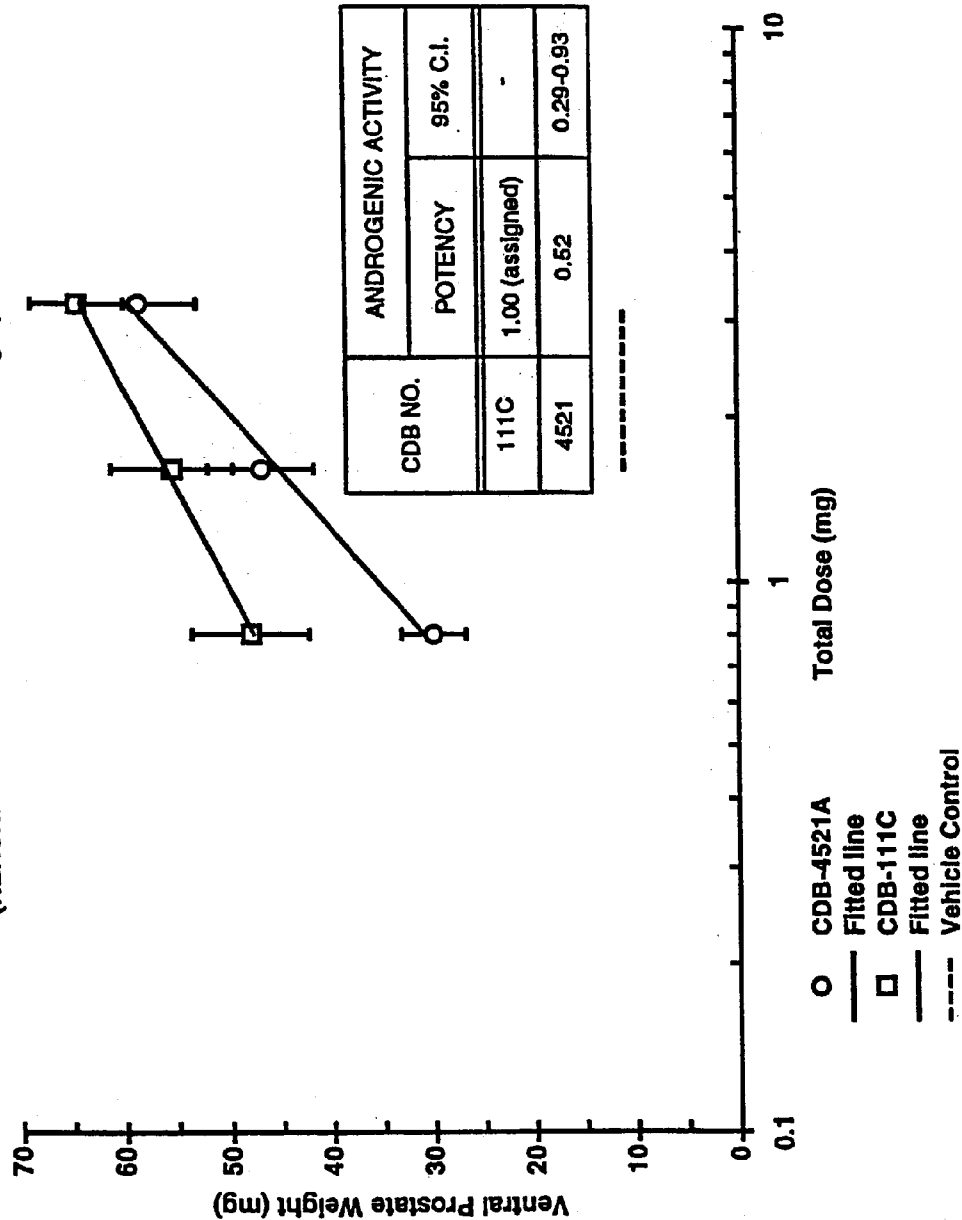 70
60
50
40
30
20
10
0
Ventral Prostate Weight (mg)
0.1
1
10
Total Dose (mg)
CDB NO.
ANDROGENIC ACTIVITY
POTENCY
95% C.I.
111C
1.00 (assigned)
-
4521
0.52
0.29-0.93
CDB-4521A
Fitted line
CDB-111C
Fitted line
Vehicle Control